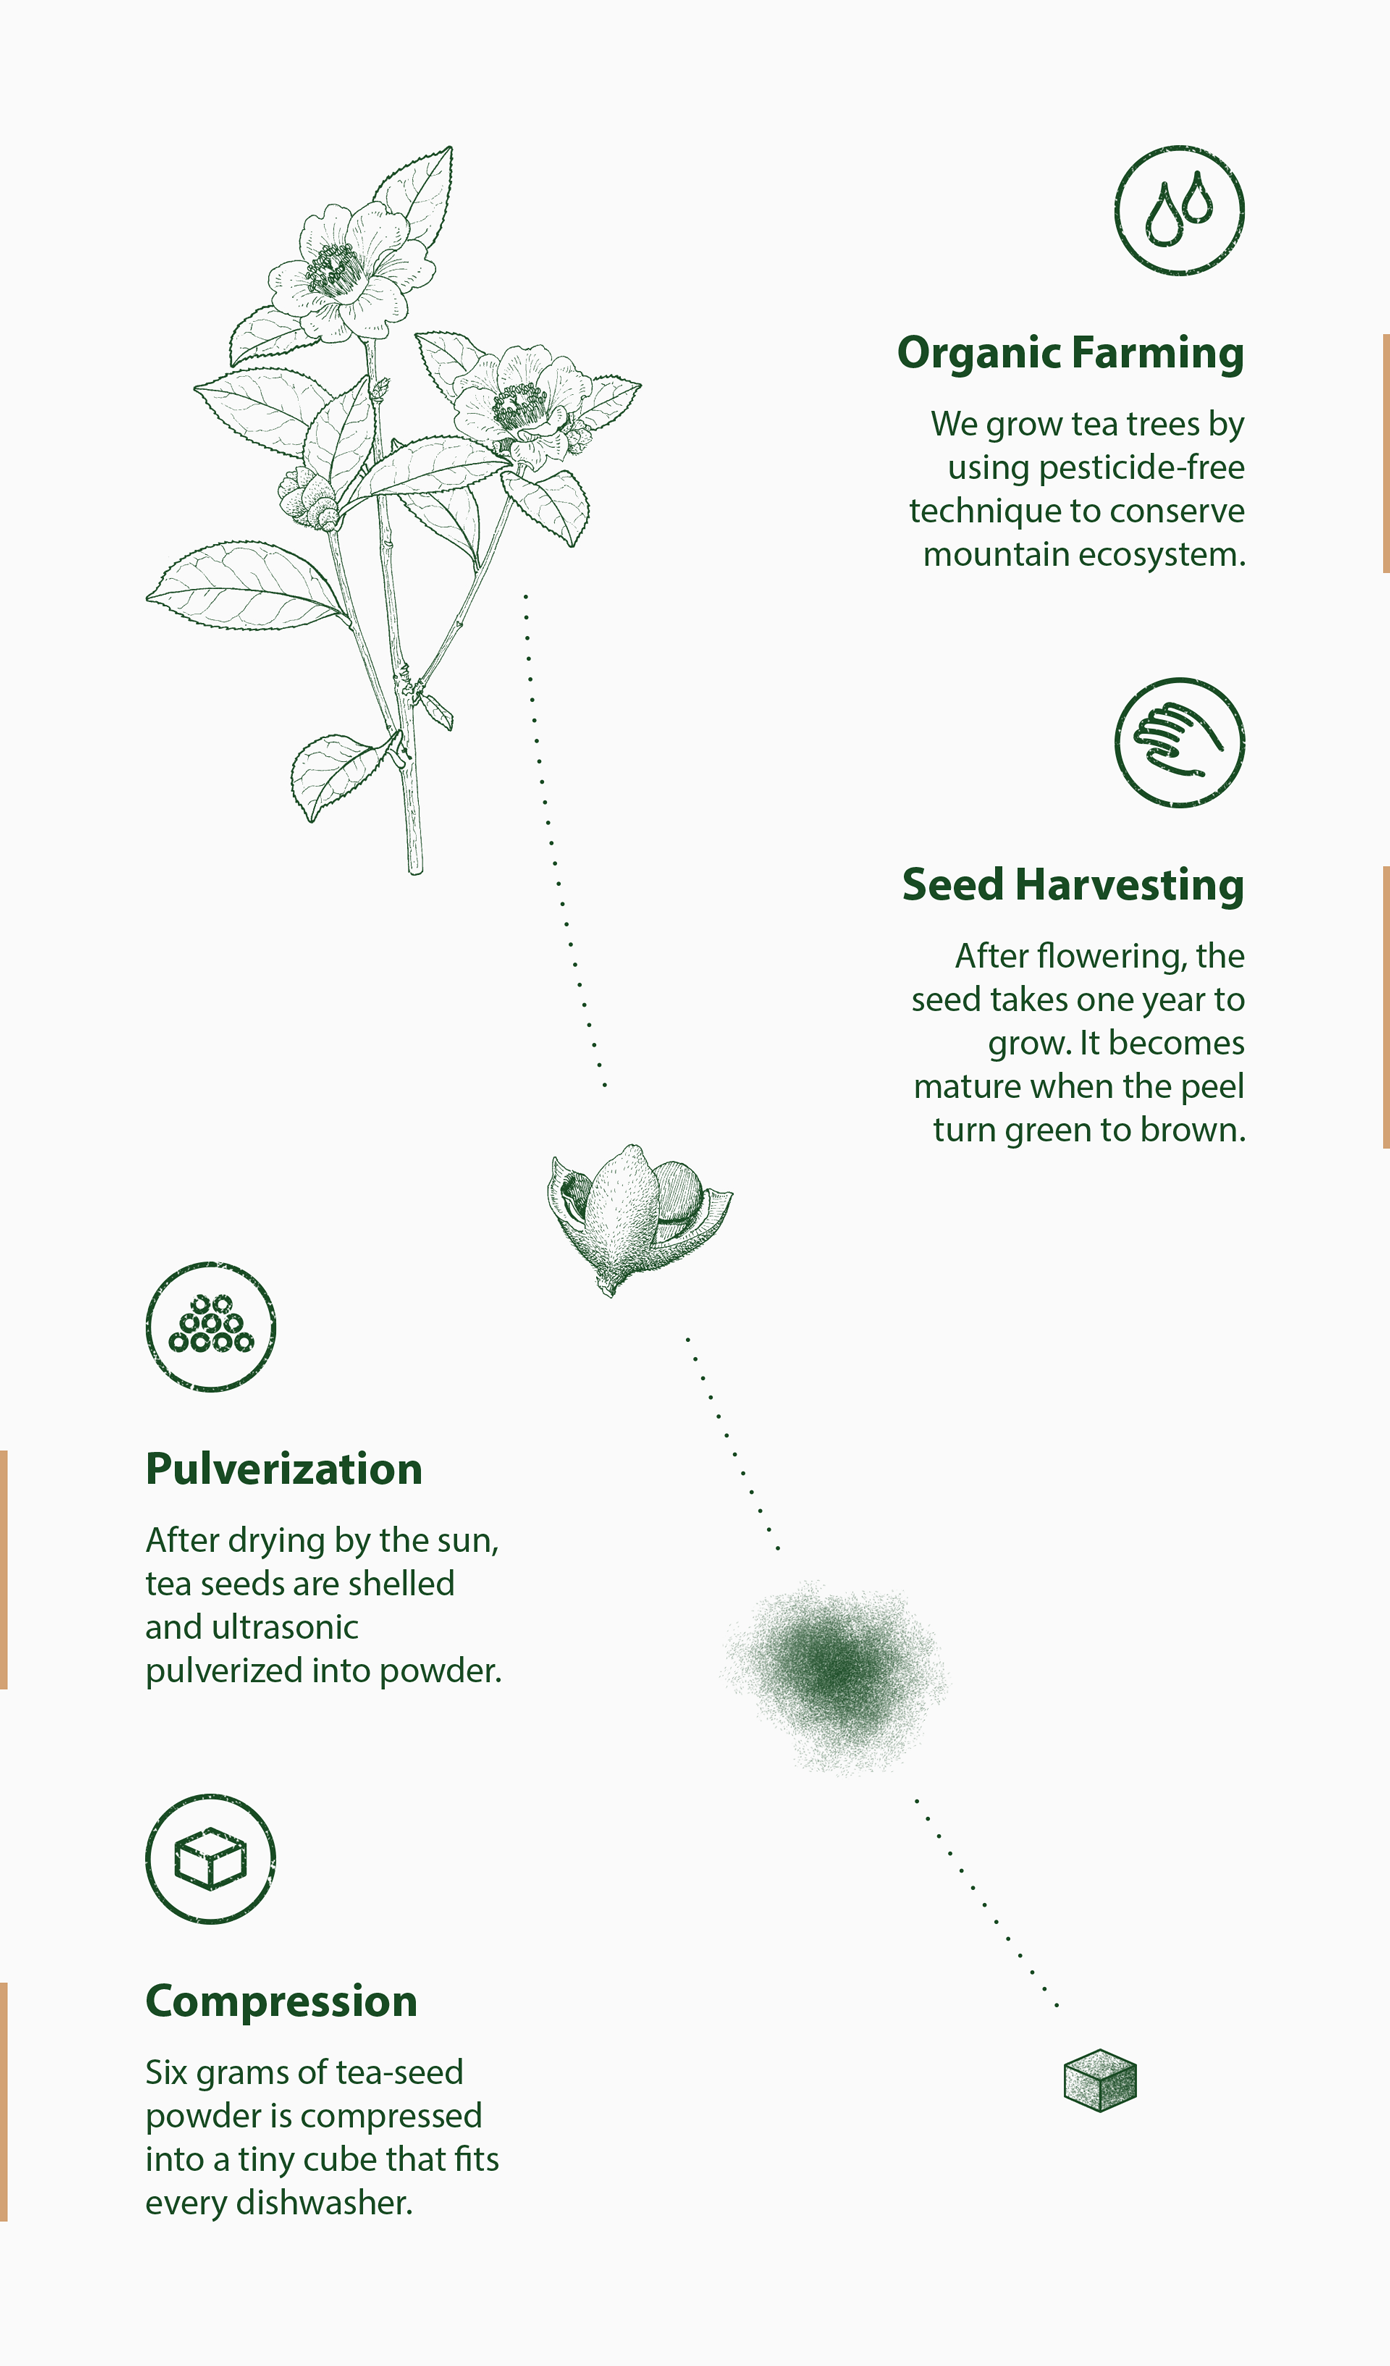 Organic Farming
We grow tea trees by
using pesticide-free
technique to conserve
mountain ecosystem.
Seed Harvesting
After flowering, the
seed takes one year to
grow. It becomes
mature when the peel
turn green to brown.
Pulverization
After drying by the sun,
tea seeds are shelled
and ultrasonic
pulverized into powder.
Compression
Six grams of tea-seed
powder is compressed
into a tiny cube that fits
every dishwasher.